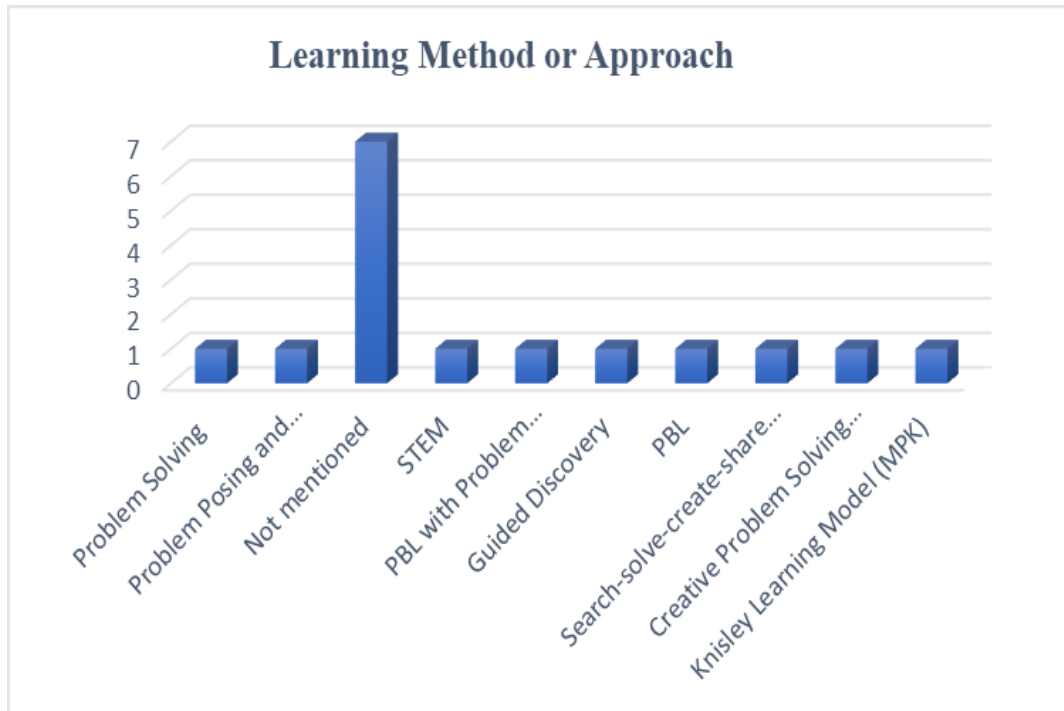 Learning Method or Approach
7
6
5
4
3
2
1
0
Problem Solving
Problem Posing and...
Not mentioned
STEM
PBL with Problem...
Guided Discovery
PBL
Search-solve-create-share...
Creative Problem Solving...
Knisley Learning Model (MPK)